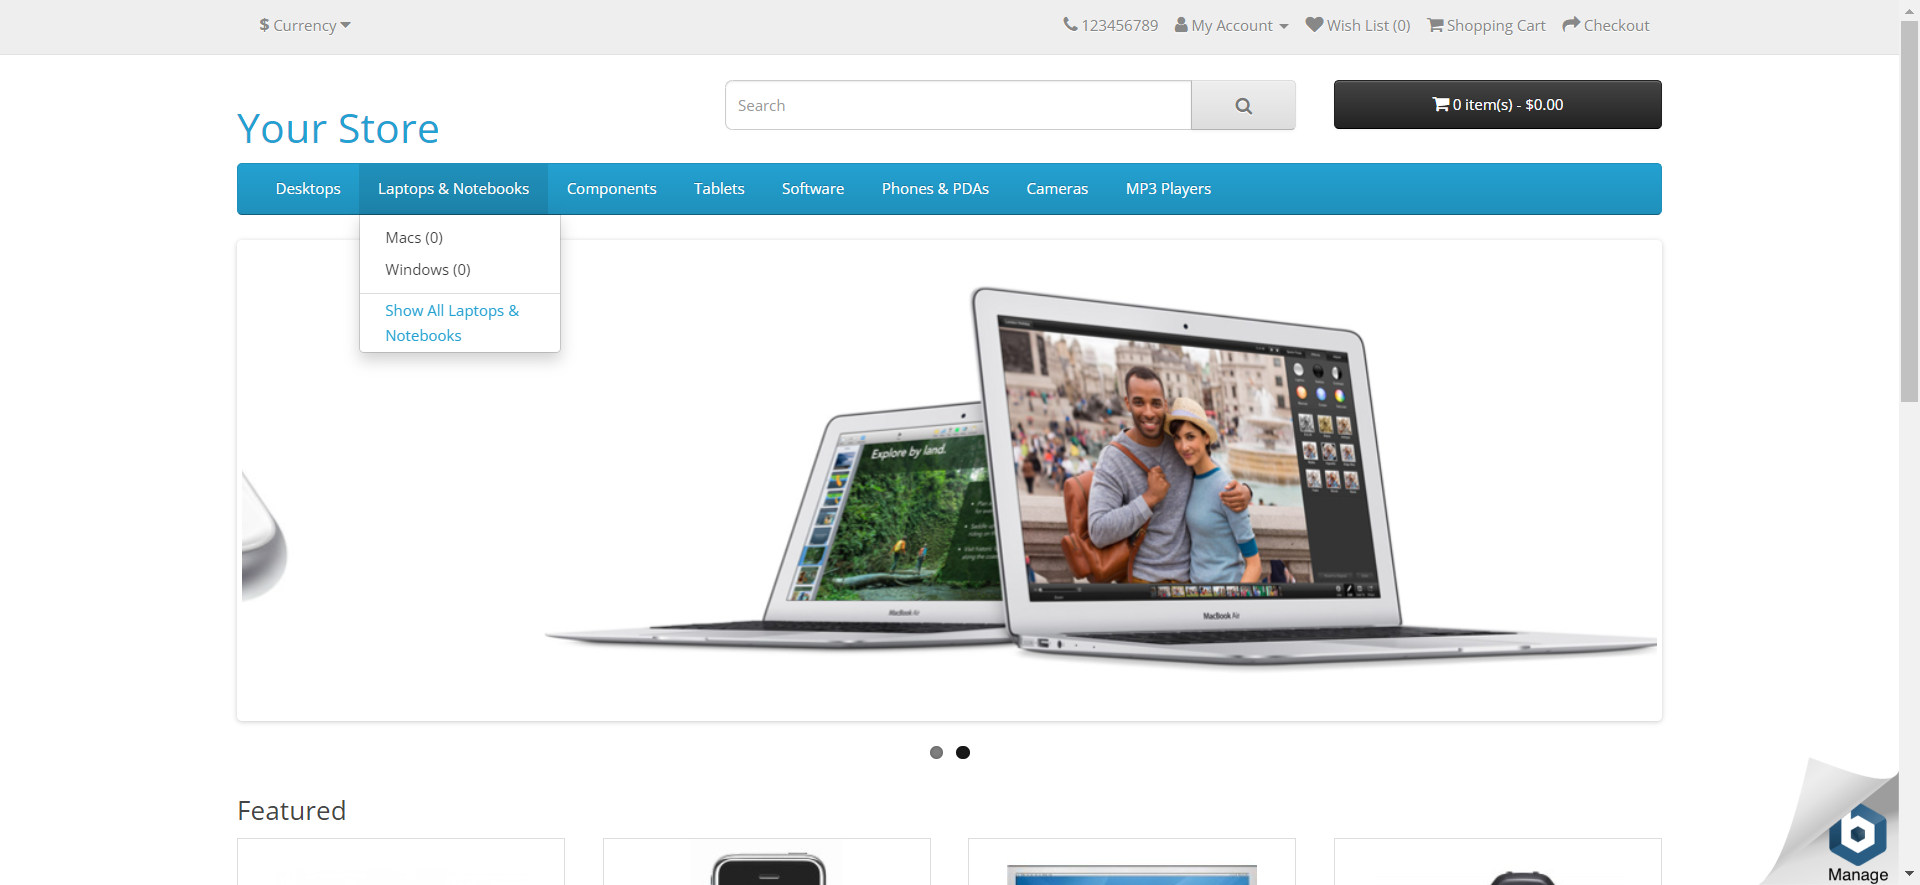 $ Currency
123456789 My Account Wish List (0) Shopping Cart Checkout
Your Store
Search
0 item(s) - $0.00
Desktops Laptops & Notebooks Components Tablets Software Phones & PDAs Cameras MP3 Players
Macs (0)
Windows (0)
Show All Laptops &
Notebooks
Explore by land.
MacBook Air
MacBook Air
Featured
Manage